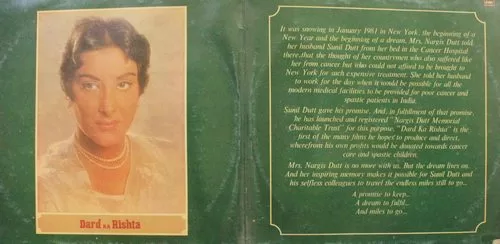 Dard Ka Rishta
It was snowing in January 1981 in New York, the beginning of a
New Year and the beginning of a dream. Mrs. Nargis Dutt told
her husband Sunil Dutt from her bed in the Cancer Hospital
there, that the thought of her countrymen who also suffered like
her from cancer but who could not afford to be brought to
New York for such expensive treatment. She told her husband
to work for the day when it would be possible for all the
modern medical facilities to be provided for poor cancer and
spastic patients in India.
Sunil Dutt gave his promise. And, in fulfillment of that promise
he has launched and registered "Nargis Dutt Memorial
Charitable Trust" for this purpose. "Dard Ka Rishta" is the
first of the many films he hopes to produce and direct,
wherefrom his own profits would be donated towards cancer
care and spastic children.
Mrs. Nargis Dutt is no more with us. But the dream lives on.
And her inspiring memory makes it possible for Sunil Dutt and
his selfless colleagues to travel the endless miles still to go...
A promise to keep...
A dream to fulfil...
And miles to go...